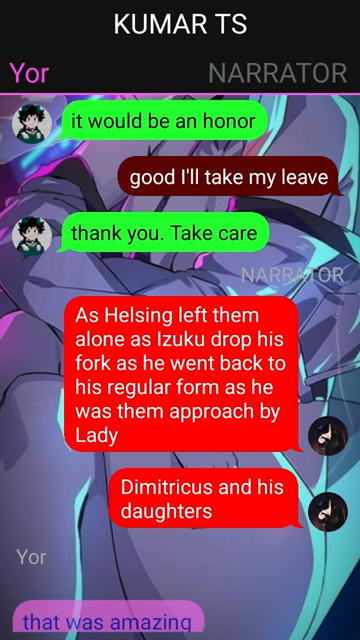 KUMAR TS
Yor
NARRATOR
it would be an honor
good I'll take my leave
thank you. Take care
NARRATOR
As Helsing left them
alone as Izuku drop his
fork as he went back to
his regular form as he
was them approach by
Lady
Dimitricus and his
daughters
Yor
that was amazing